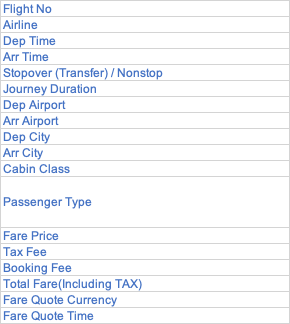 Flight No
Airline
Dep Time
Arr Time
Stopover (Transfer) / Nonstop
Journey Duration
Dep Airport
Arr Airport
Dep City
Arr City
Cabin Class
Passenger Type
Fare Price
Tax Fee
Booking Fee
Total Fare(Including TAX)
Fare Quote Currency
Fare Quote Time